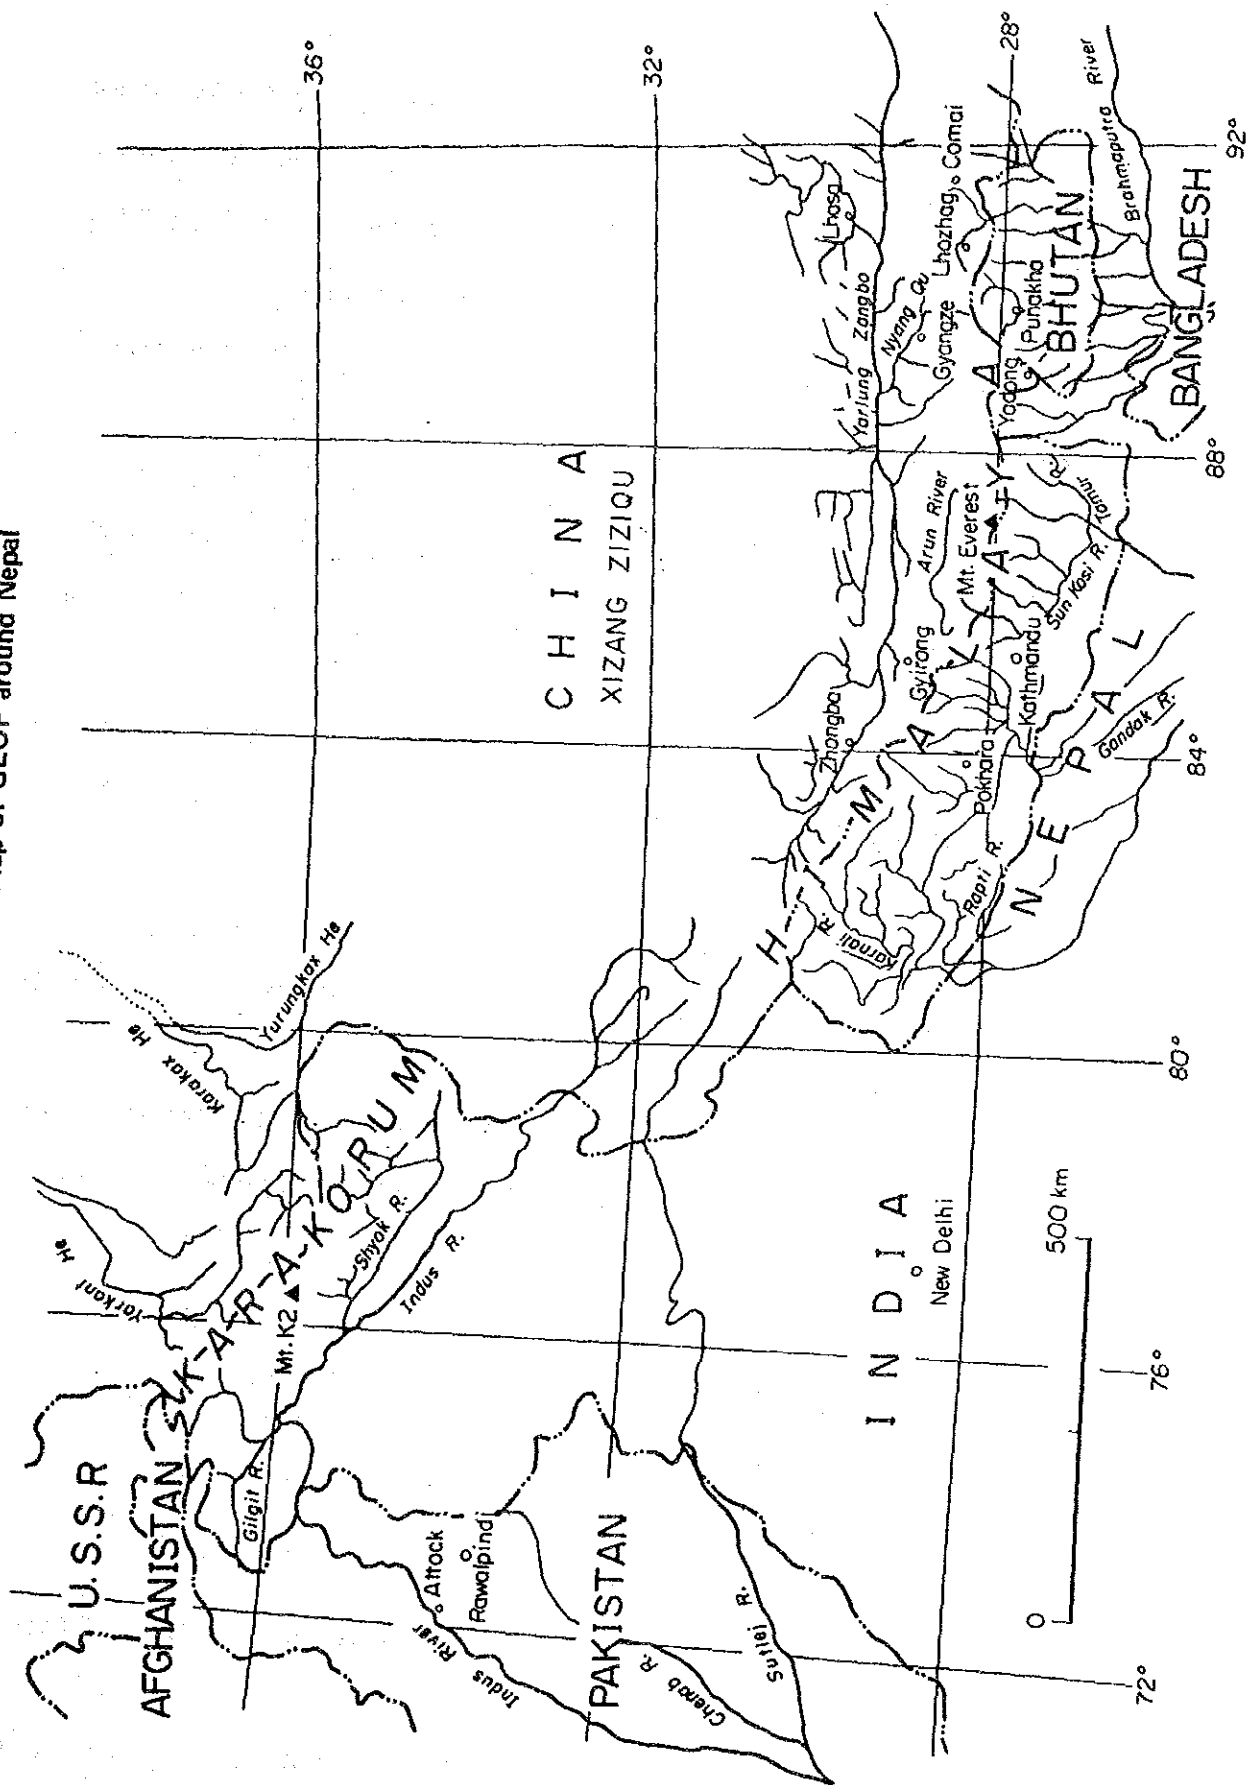 Map of GLOF around Nepal
U.S.S.R
AFGHANISTAN
Yarkant He
Karakax He
Yurungkax He
36°
K-A-R-A-K-O-R-U-M
Mt. K2
Gilgit R.
Shyok R.
Indus R.
Attock
Rawalpindi
Indus River
C H I N A
XIZANG ZIZIQU
32°
PAKISTAN
Chenab R.
Sutlej R.
H-I-M-A-L-A-Y-A
Zhongba
Lhasa
Yarlung Zangbo
Nyang Qu
Gyangze
Lhozhag
Comai
Gyirong
Arun River
Mt. Everest
Karnali R.
Yadong
Punakha
28°
I N D I A
New Delhi
Rapti R.
Pokhara
Kathmandu
Sun Kosi R.
Tamur R.
BHUTAN
N E P A L
Gandak R.
Brahmaputra River
BANGLADESH
0
500 km
72°
76°
80°
84°
88°
92°